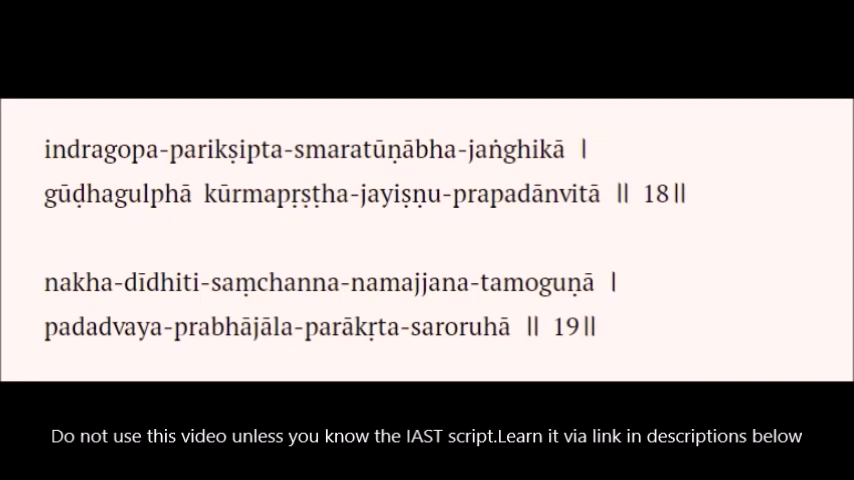 indragopa-parikṣipta-smaratūṇābha-jaṅghikā |
gūḍhagulphā kūrmapṛṣṭha-jayiṣṇu-prapadānvitā || 18||
nakha-dīdhiti-saṃchanna-namajjana-tamoguṇā |
padadvaya-prabhājāla-parākṛta-saroruhā || 19||
Do not use this video unless you know the IAST script.Learn it via link in descriptions below